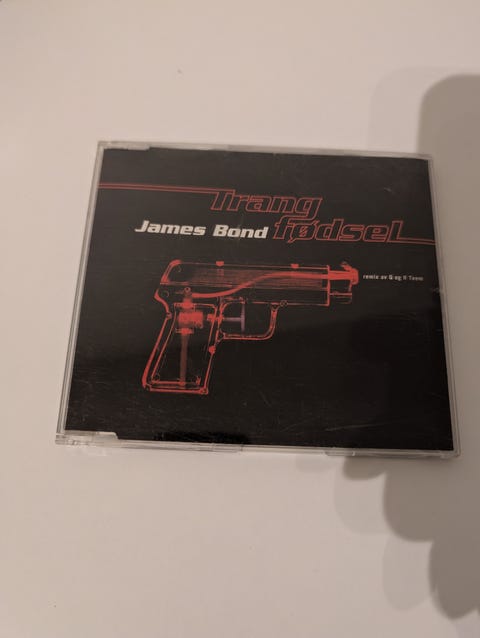 Trang
fødsel
James Bond
remix av G og K Team